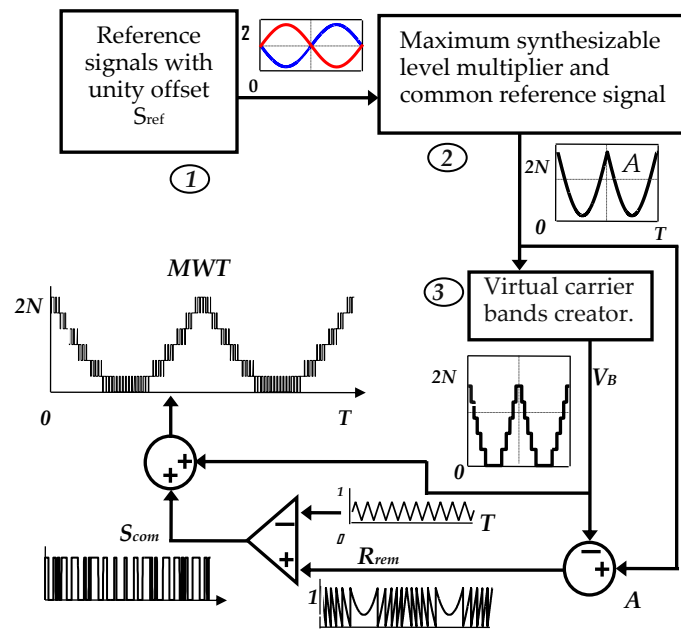 Reference
signals with
unity offset
Sref
1
2
0
Maximum synthesizable
level multiplier and
common reference signal
2
2N
A
0
T
3
Virtual carrier
bands creator.
MWT
2N
0
T
2N
0
VB
+
+
Scom
−
+
1
0
T
Rrem
1
−
+
A